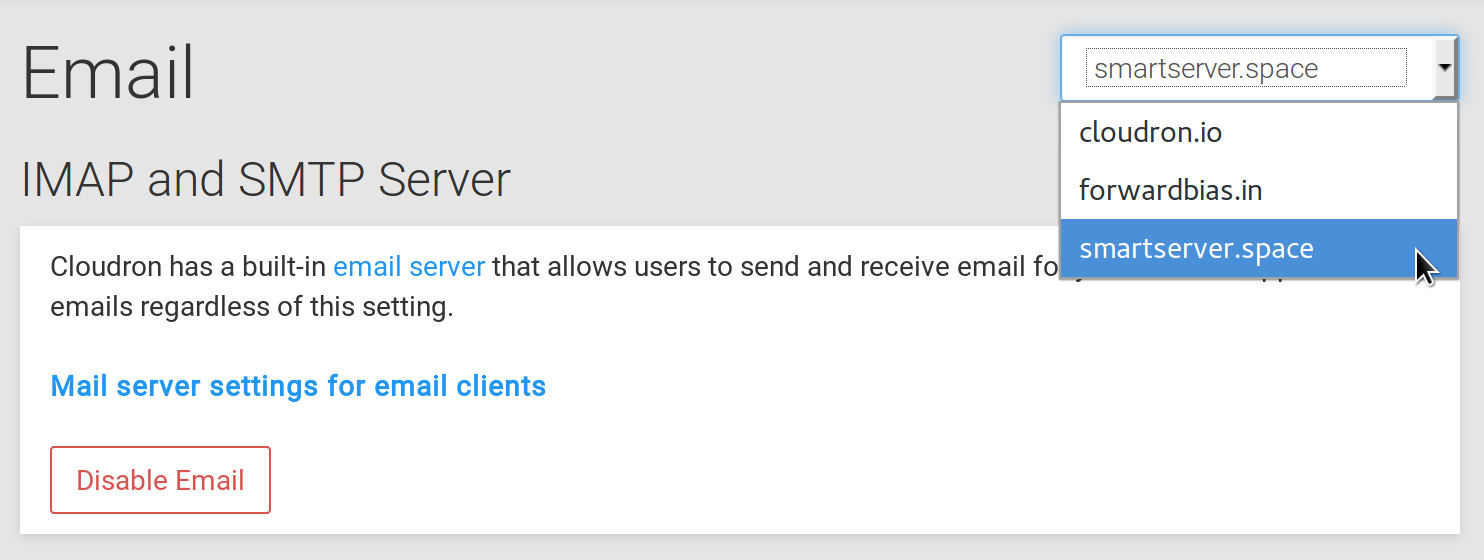 Email
smartserver.space
cloudron.io
forwardbias.in
smartserver.space
IMAP and SMTP Server
Cloudron has a built-in email server that allows users to send and receive email
emails regardless of this setting.
Mail server settings for email clients
Disable Email